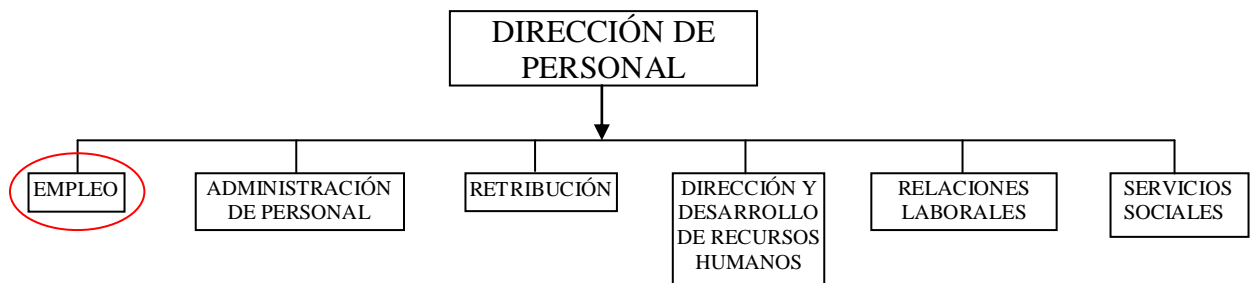 DIRECCIÓN DE
PERSONAL
EMPLEO
ADMINISTRACIÓN
DE PERSONAL
RETRIBUCIÓN
DIRECCIÓN Y
DESARROLLO
DE RECURSOS
HUMANOS
RELACIONES
LABORALES
SERVICIOS
SOCIALES